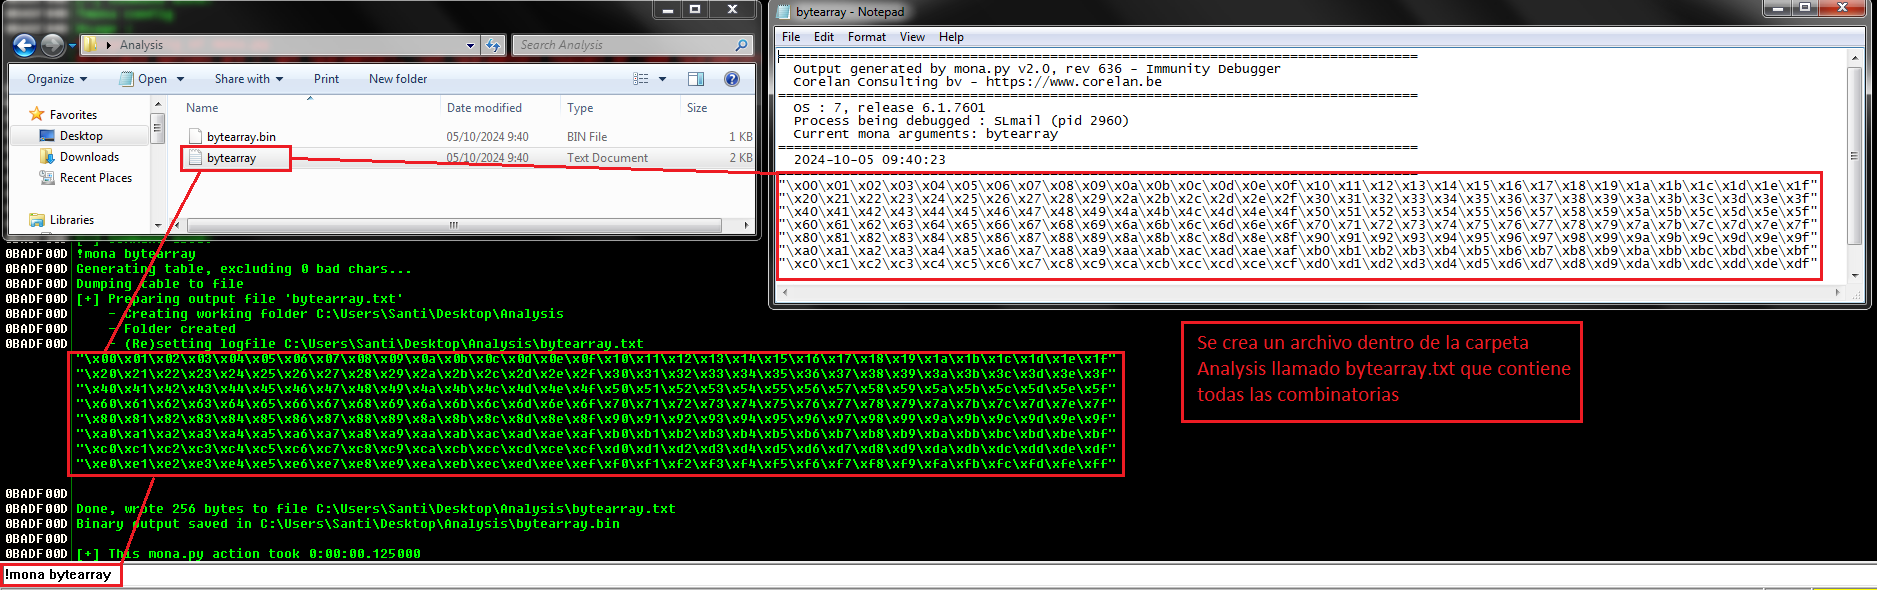 Analysis
Search Analysis
Organize
Open
Share with
Print
New folder
Favorites
Desktop
Downloads
Recent Places
Libraries
Name
Date modified
Type
Size
bytearray.bin
05/10/2024 9:40
BIN File
1 KB
bytearray
05/10/2024 9:40
Text Document
2 KB
bytearray - Notepad
File Edit Format View Help
================================================================================
Output generated by mona.py v2.0, rev 636 - Immunity Debugger
Corelan Consulting bv - https://www.corelan.be
================================================================================
OS : 7, release 6.1.7601
Process being debugged : SLmail (pid 2960)
Current mona arguments: bytearray
================================================================================
2024-10-05 09:40:23
================================================================================
"\x00\x01\x02\x03\x04\x05\x06\x07\x08\x09\x0a\x0b\x0c\x0d\x0e\x0f\x10\x11\x12\x13\x14\x15\x16\x17\x18\x19\x1a\x1b\x1c\x1d\x1e\x1f"
"\x20\x21\x22\x23\x24\x25\x26\x27\x28\x29\x2a\x2b\x2c\x2d\x2e\x2f\x30\x31\x32\x33\x34\x35\x36\x37\x38\x39\x3a\x3b\x3c\x3d\x3e\x3f"
"\x40\x41\x42\x43\x44\x45\x46\x47\x48\x49\x4a\x4b\x4c\x4d\x4e\x4f\x50\x51\x52\x53\x54\x55\x56\x57\x58\x59\x5a\x5b\x5c\x5d\x5e\x5f"
"\x60\x61\x62\x63\x64\x65\x66\x67\x68\x69\x6a\x6b\x6c\x6d\x6e\x6f\x70\x71\x72\x73\x74\x75\x76\x77\x78\x79\x7a\x7b\x7c\x7d\x7e\x7f"
"\x80\x81\x82\x83\x84\x85\x86\x87\x88\x89\x8a\x8b\x8c\x8d\x8e\x8f\x90\x91\x92\x93\x94\x95\x96\x97\x98\x99\x9a\x9b\x9c\x9d\x9e\x9f"
"\xa0\xa1\xa2\xa3\xa4\xa5\xa6\xa7\xa8\xa9\xaa\xab\xac\xad\xae\xaf\xb0\xb1\xb2\xb3\xb4\xb5\xb6\xb7\xb8\xb9\xba\xbb\xbc\xbd\xbe\xbf"
"\xc0\xc1\xc2\xc3\xc4\xc5\xc6\xc7\xc8\xc9\xca\xcb\xcc\xcd\xce\xcf\xd0\xd1\xd2\xd3\xd4\xd5\xd6\xd7\xd8\xd9\xda\xdb\xdc\xdd\xde\xdf"
0BADF00D !mona bytearray
0BADF00D Generating table, excluding 0 bad chars...
0BADF00D Dumping table to file
0BADF00D [+] Preparing output file 'bytearray.txt'
0BADF00D - Creating working folder C:\Users\Santi\Desktop\Analysis
0BADF00D - Folder created
0BADF00D - (Re)setting logfile C:\Users\Santi\Desktop\Analysis\bytearray.txt
"\x00\x01\x02\x03\x04\x05\x06\x07\x08\x09\x0a\x0b\x0c\x0d\x0e\x0f\x10\x11\x12\x13\x14\x15\x16\x17\x18\x19\x1a\x1b\x1c\x1d\x1e\x1f"
"\x20\x21\x22\x23\x24\x25\x26\x27\x28\x29\x2a\x2b\x2c\x2d\x2e\x2f\x30\x31\x32\x33\x34\x35\x36\x37\x38\x39\x3a\x3b\x3c\x3d\x3e\x3f"
"\x40\x41\x42\x43\x44\x45\x46\x47\x48\x49\x4a\x4b\x4c\x4d\x4e\x4f\x50\x51\x52\x53\x54\x55\x56\x57\x58\x59\x5a\x5b\x5c\x5d\x5e\x5f"
"\x60\x61\x62\x63\x64\x65\x66\x67\x68\x69\x6a\x6b\x6c\x6d\x6e\x6f\x70\x71\x72\x73\x74\x75\x76\x77\x78\x79\x7a\x7b\x7c\x7d\x7e\x7f"
"\x80\x81\x82\x83\x84\x85\x86\x87\x88\x89\x8a\x8b\x8c\x8d\x8e\x8f\x90\x91\x92\x93\x94\x95\x96\x97\x98\x99\x9a\x9b\x9c\x9d\x9e\x9f"
"\xa0\xa1\xa2\xa3\xa4\xa5\xa6\xa7\xa8\xa9\xaa\xab\xac\xad\xae\xaf\xb0\xb1\xb2\xb3\xb4\xb5\xb6\xb7\xb8\xb9\xba\xbb\xbc\xbd\xbe\xbf"
"\xc0\xc1\xc2\xc3\xc4\xc5\xc6\xc7\xc8\xc9\xca\xcb\xcc\xcd\xce\xcf\xd0\xd1\xd2\xd3\xd4\xd5\xd6\xd7\xd8\xd9\xda\xdb\xdc\xdd\xde\xdf"
"\xe0\xe1\xe2\xe3\xe4\xe5\xe6\xe7\xe8\xe9\xea\xeb\xec\xed\xee\xef\xf0\xf1\xf2\xf3\xf4\xf5\xf6\xf7\xf8\xf9\xfa\xfb\xfc\xfd\xfe\xff"
0BADF00D
0BADF00D Done, wrote 256 bytes to file C:\Users\Santi\Desktop\Analysis\bytearray.txt
0BADF00D Binary output saved in C:\Users\Santi\Desktop\Analysis\bytearray.bin
0BADF00D
0BADF00D [+] This mona.py action took 0:00:00.125000
!mona bytearray
Se crea un archivo dentro de la carpeta
Analysis llamado bytearray.txt que contiene
todas las combinatorias